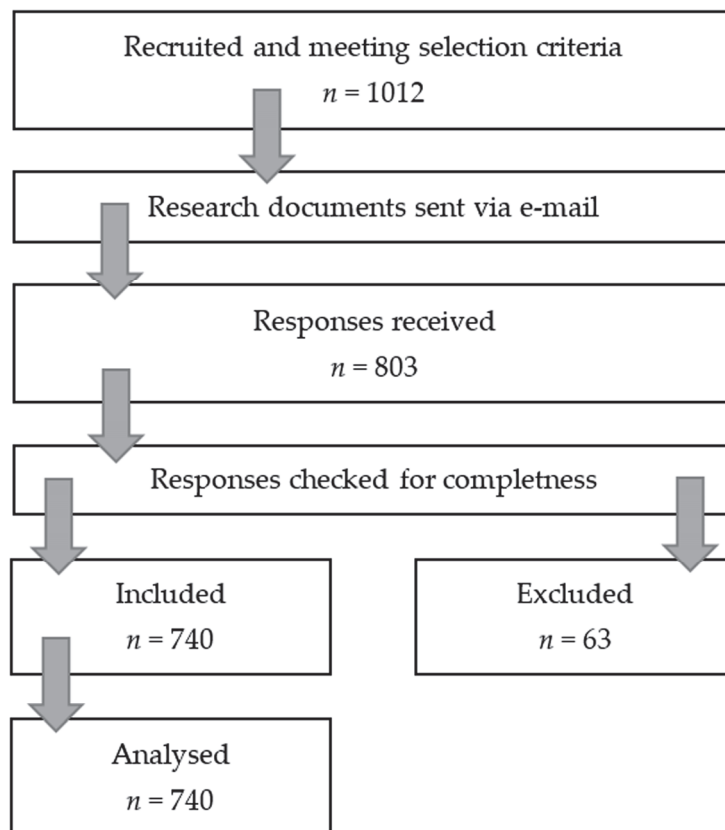 Recruited and meeting selection criteria
n = 1012
Research documents sent via e-mail
Responses received
n = 803
Responses checked for completness
Included
n = 740
Excluded
n = 63
Analysed
n = 740